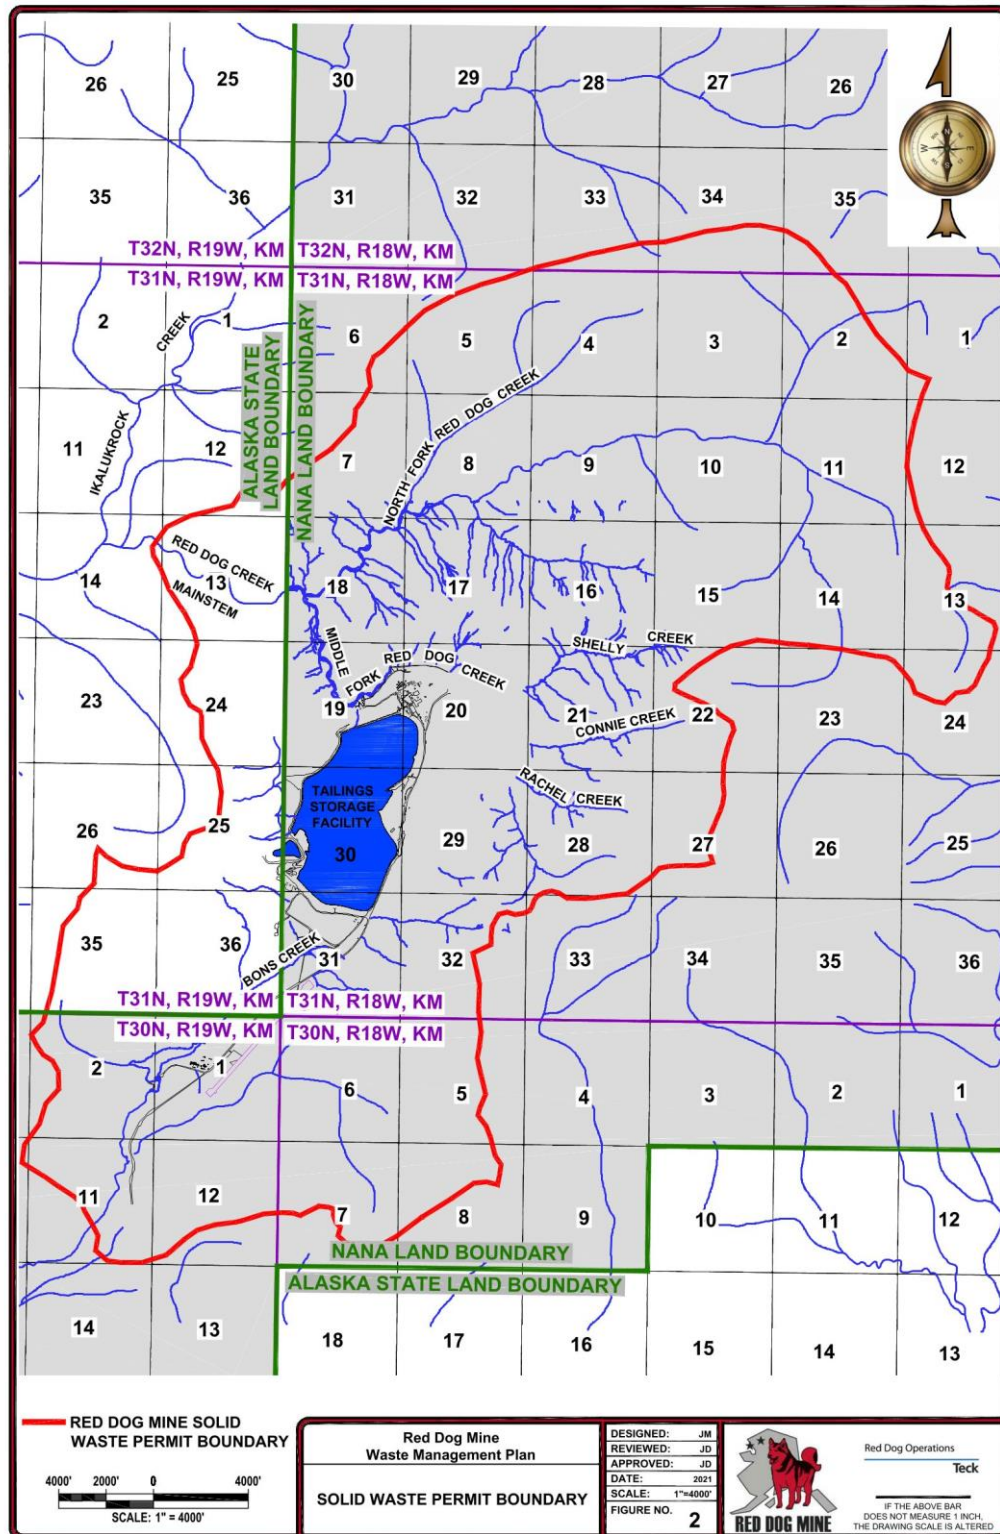 26 25 30 29 28 27 26
35 36 31 32 33 34 35
N
W E
T32N, R19W, KM T32N, R18W, KM
T31N, R19W, KM T31N, R18W, KM
2 1 6 5 4 3 2 1
CREEK
IKALUKROCK
ALASKA STATE
LAND BOUNDARY
NANA LAND BOUNDARY
NORTH FORK RED DOG CREEK
11 12 7 8 9 10 11 12
RED DOG CREEK
MAINSTEM
14 13 18 17 16 15 14 13
MIDDLE
FORK RED DOG CREEK
SHELLY CREEK
23 24 19 20 21 22 23 24
CONNIE CREEK
RACHEL CREEK
TAILINGS
STORAGE
FACILITY
26 25 30 29 28 27 26 25
35 36 31 32 33 34 35 36
BONS CREEK
T31N, R19W, KM T31N, R18W, KM
T30N, R19W, KM T30N, R18W, KM
2 1 6 5 4 3 2 1
11 12 7 8 9 10 11 12
NANA LAND BOUNDARY
ALASKA STATE LAND BOUNDARY
14 13 18 17 16 15 14 13
RED DOG MINE SOLID
WASTE PERMIT BOUNDARY
4000' 2000' 0 4000'
SCALE: 1" = 4000'
Red Dog Mine
Waste Management Plan
SOLID WASTE PERMIT BOUNDARY
DESIGNED: JM
REVIEWED: JD
APPROVED: JD
DATE: 2021
SCALE: 1"=4000'
FIGURE NO. 2
RED DOG MINE
Red Dog Operations
Teck
IF THE ABOVE BAR
DOES NOT MEASURE 1 INCH,
THE DRAWING SCALE IS ALTERED